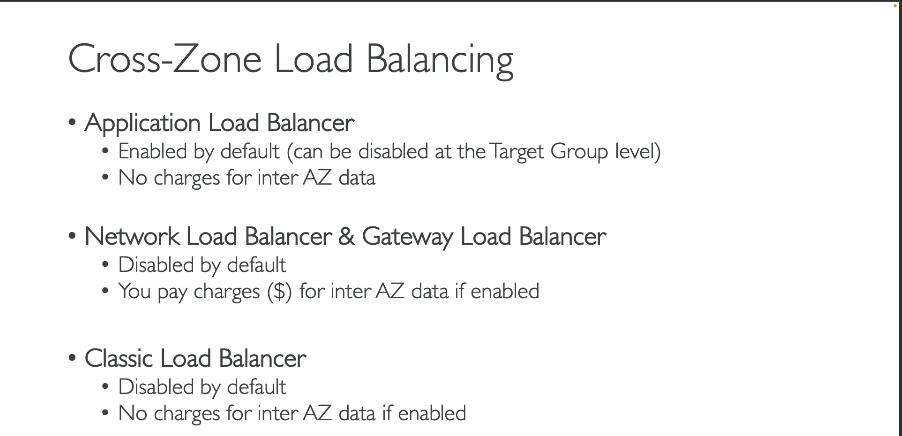 Cross-Zone Load Balancing
• Application Load Balancer
• Enabled by default (can be disabled at the Target Group level)
• No charges for inter AZ data
• Network Load Balancer & Gateway Load Balancer
• Disabled by default
• You pay charges ($) for inter AZ data if enabled
• Classic Load Balancer
• Disabled by default
• No charges for inter AZ data if enabled